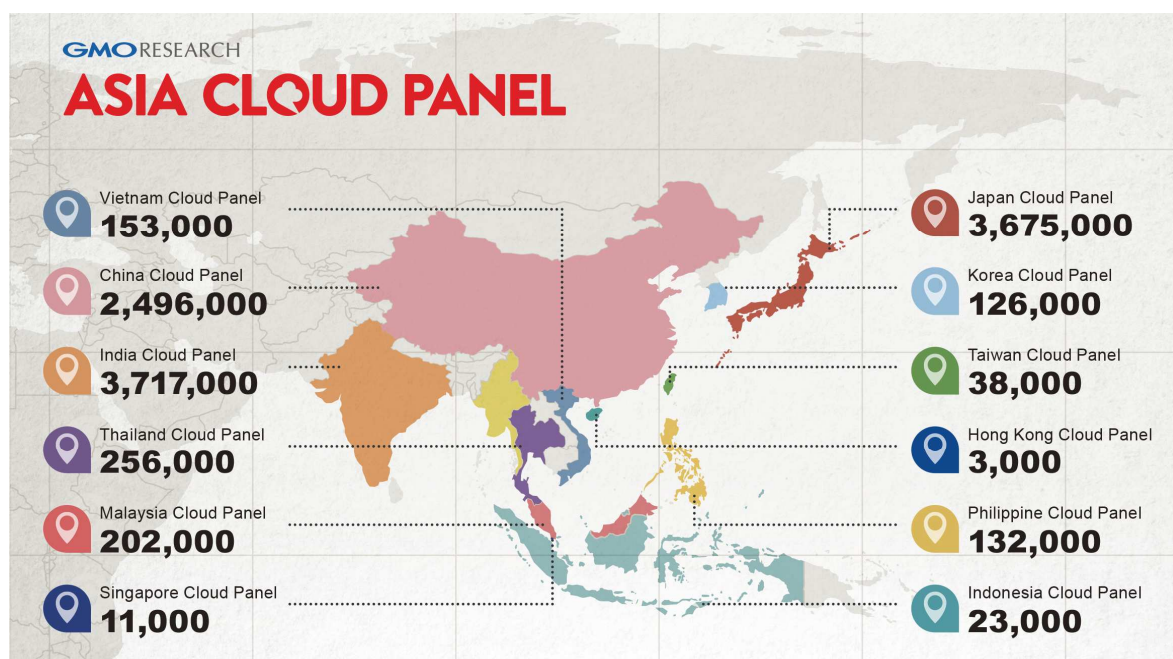 GMO RESEARCH
ASIA CLOUD PANEL
Vietnam Cloud Panel
153,000
China Cloud Panel
2,496,000
India Cloud Panel
3,717,000
Thailand Cloud Panel
256,000
Malaysia Cloud Panel
202,000
Singapore Cloud Panel
11,000
Japan Cloud Panel
3,675,000
Korea Cloud Panel
126,000
Taiwan Cloud Panel
38,000
Hong Kong Cloud Panel
3,000
Philippine Cloud Panel
132,000
Indonesia Cloud Panel
23,000